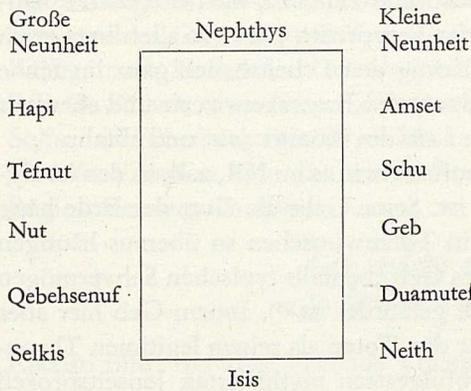 Große
Neunheit
Nephthys
Kleine
Neunheit
Hapi
Amset
Tefnut
Schu
Nut
Geb
Qebehsenuf
Duamutef
Selkis
Neith
Isis